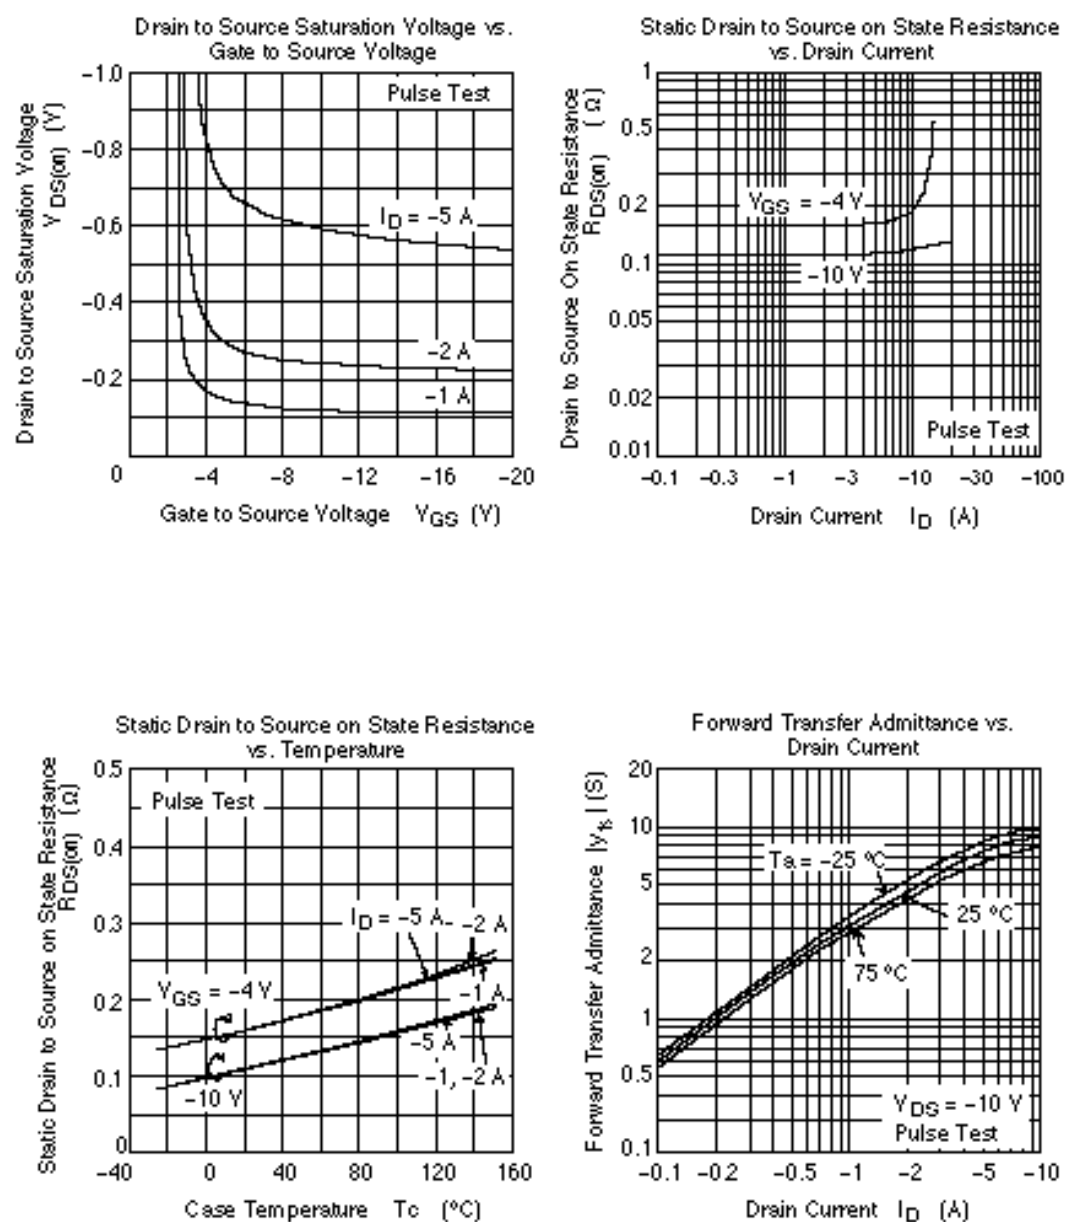 Drain to Source Saturation Voltage vs.
Gate to Source Voltage
Drain to Source Saturation Voltage
V DS(on) (V)
-1.0
-0.8
-0.6
-0.4
-0.2
0
Pulse Test
I D = -5 A
-2 A
-1 A
-4
-8
-12
-16
-20
Gate to Source Voltage V GS (V)
Static Drain to Source on State Resistance
vs. Drain Current
Drain to Source On State Resistance
R DS(on) (Ω)
1
0.5
0.2
0.1
0.05
0.02
0.01
V GS = -4 V
-10 V
Pulse Test
-0.1
-0.3
-1
-3
-10
-30
-100
Drain Current I D (A)
Static Drain to Source on State Resistance
vs. Temperature
Static Drain to Source on State Resistance
R DS(on) (Ω)
0.5
0.4
0.3
0.2
0.1
0
Pulse Test
I D = -5 A
-2 A
V GS = -4 V
-1 A
-5 A
-10 V
-1, -2 A
-40
0
40
80
120
160
Case Temperature Tc (°C)
Forward Transfer Admittance vs.
Drain Current
Forward Transfer Admittance |y fs | (S)
20
10
5
2
1
0.5
0.1
Ta = -25 °C
25 °C
75 °C
V DS = -10 V
Pulse Test
-0.1
-0.2
-0.5
-1
-2
-5
-10
Drain Current I D (A)